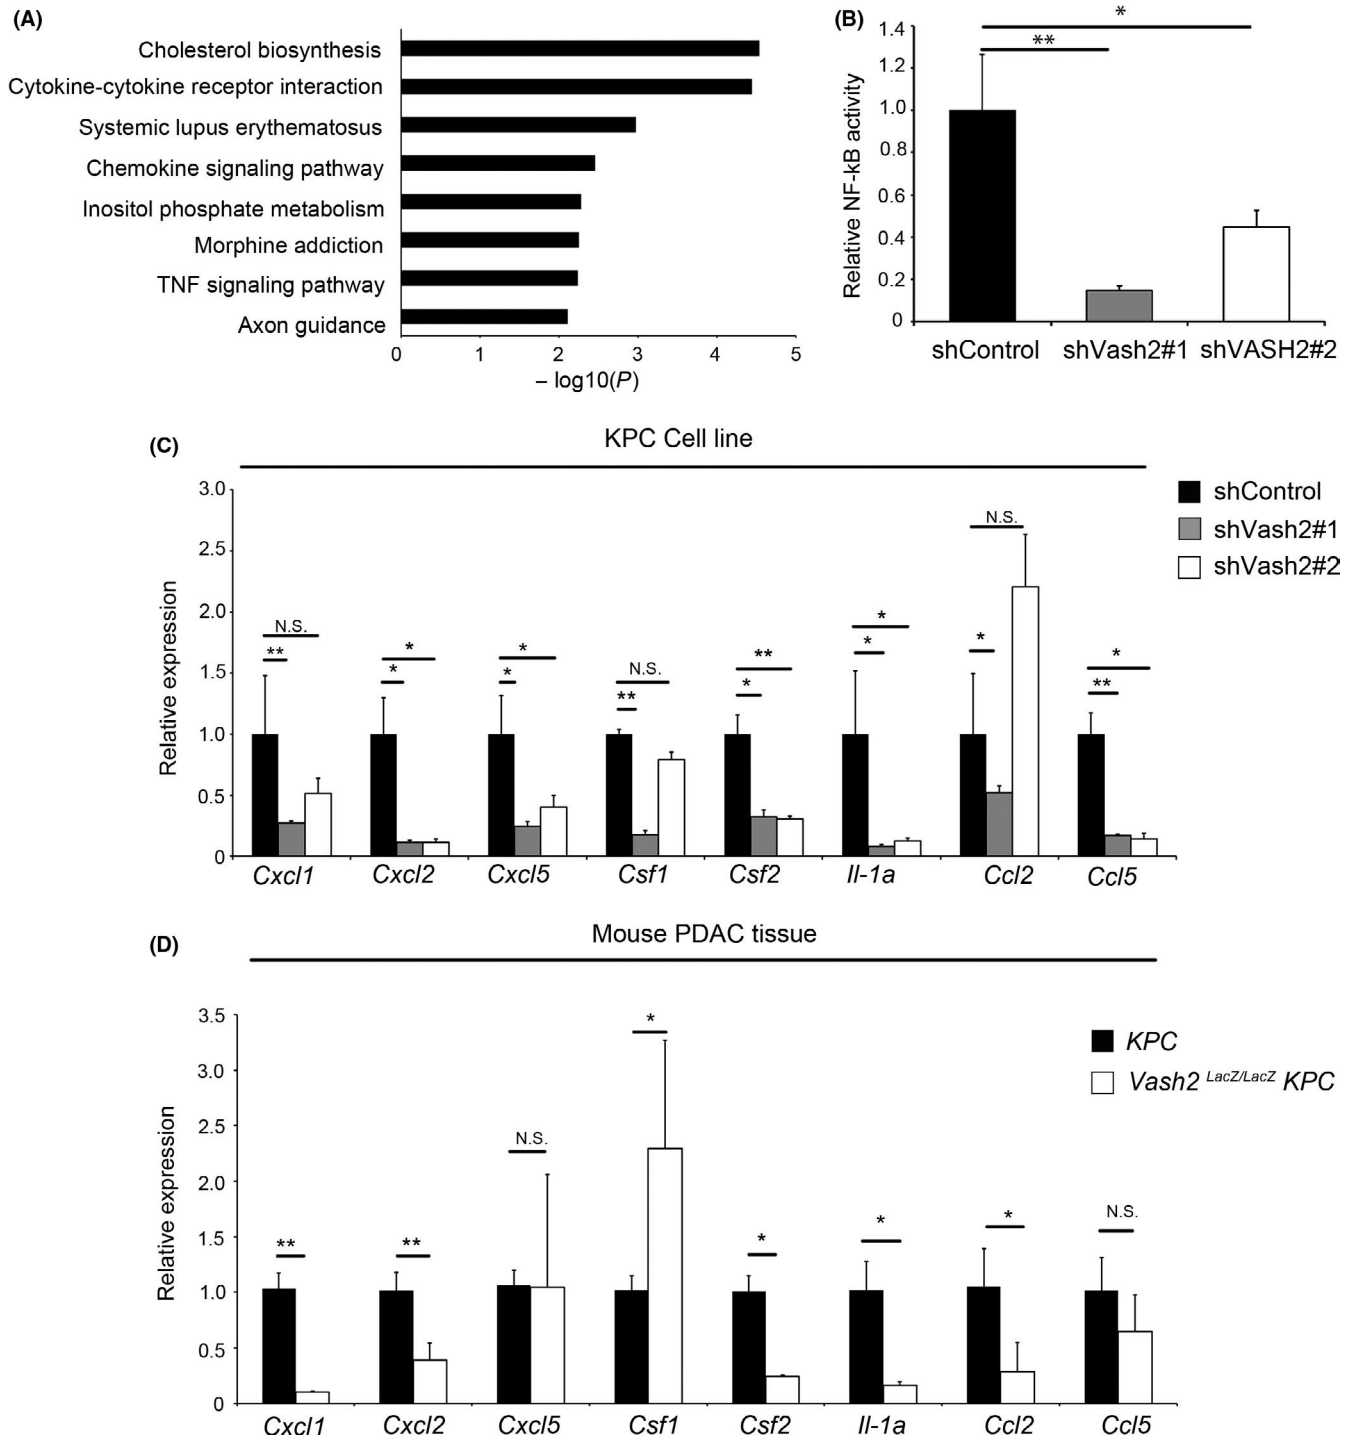 (A)
Cholesterol biosynthesis
Cytokine-cytokine receptor interaction
Systemic lupus erythematosus
Chemokine signaling pathway
Inositol phosphate metabolism
Morphine addiction
TNF signaling pathway
Axon guidance
0 1 2 3 4 5
– log10(P)
(B)
Relative NF-kB activity
1.4
1.2
1.0
0.8
0.6
0.4
0.2
0
*
**
shControl shVash2#1 shVASH2#2
(C)
KPC Cell line
Relative expression
3.0
2.5
2.0
1.5
1.0
0.5
0
N.S.
**
*
*
*
*
N.S.
**
**
*
*
*
N.S.
*
*
**
Cxcl1 Cxcl2 Cxcl5 Csf1 Csf2 Il-1a Ccl2 Ccl5
shControl
shVash2#1
shVash2#2
(D)
Mouse PDAC tissue
Relative expression
3.5
3.0
2.5
2.0
1.5
1.0
0.5
0
** ** N.S. * * * * N.S.
Cxcl1 Cxcl2 Cxcl5 Csf1 Csf2 Il-1a Ccl2 Ccl5
KPC
Vash2 LacZ/LacZ KPC